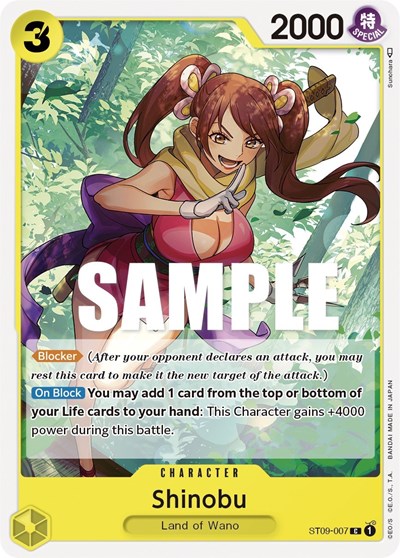 3
2000
特
SPECIAL
Sunohara
SAMPLE
Blocker (After your opponent declares an attack, you may
rest this card to make it the new target of the attack.)
On Block You may add 1 card from the top or bottom of
your Life cards to your hand: This Character gains +4000
power during this battle.
CHARACTER
Shinobu
Land of Wano
ST09-007 C 1
©E.O/S. ©E.O./S., T.A. BANDAI MADE IN JAPAN